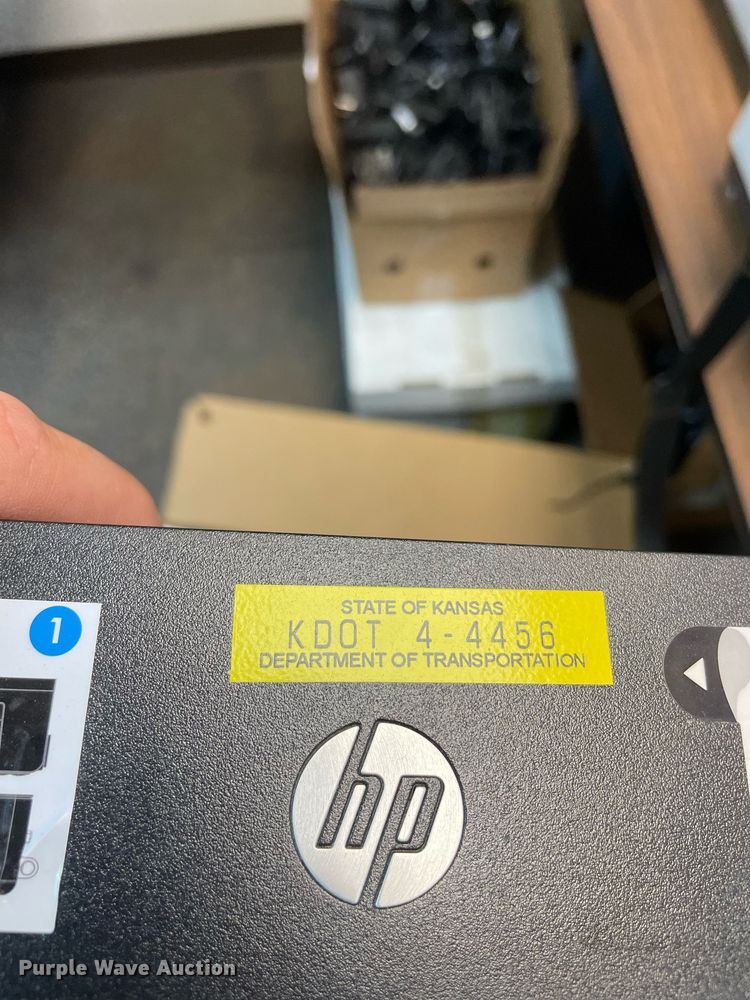 STATE OF KANSAS
KDOT 4-4456
DEPARTMENT OF TRANSPORTATION
1
hp
Purple Wave Auction